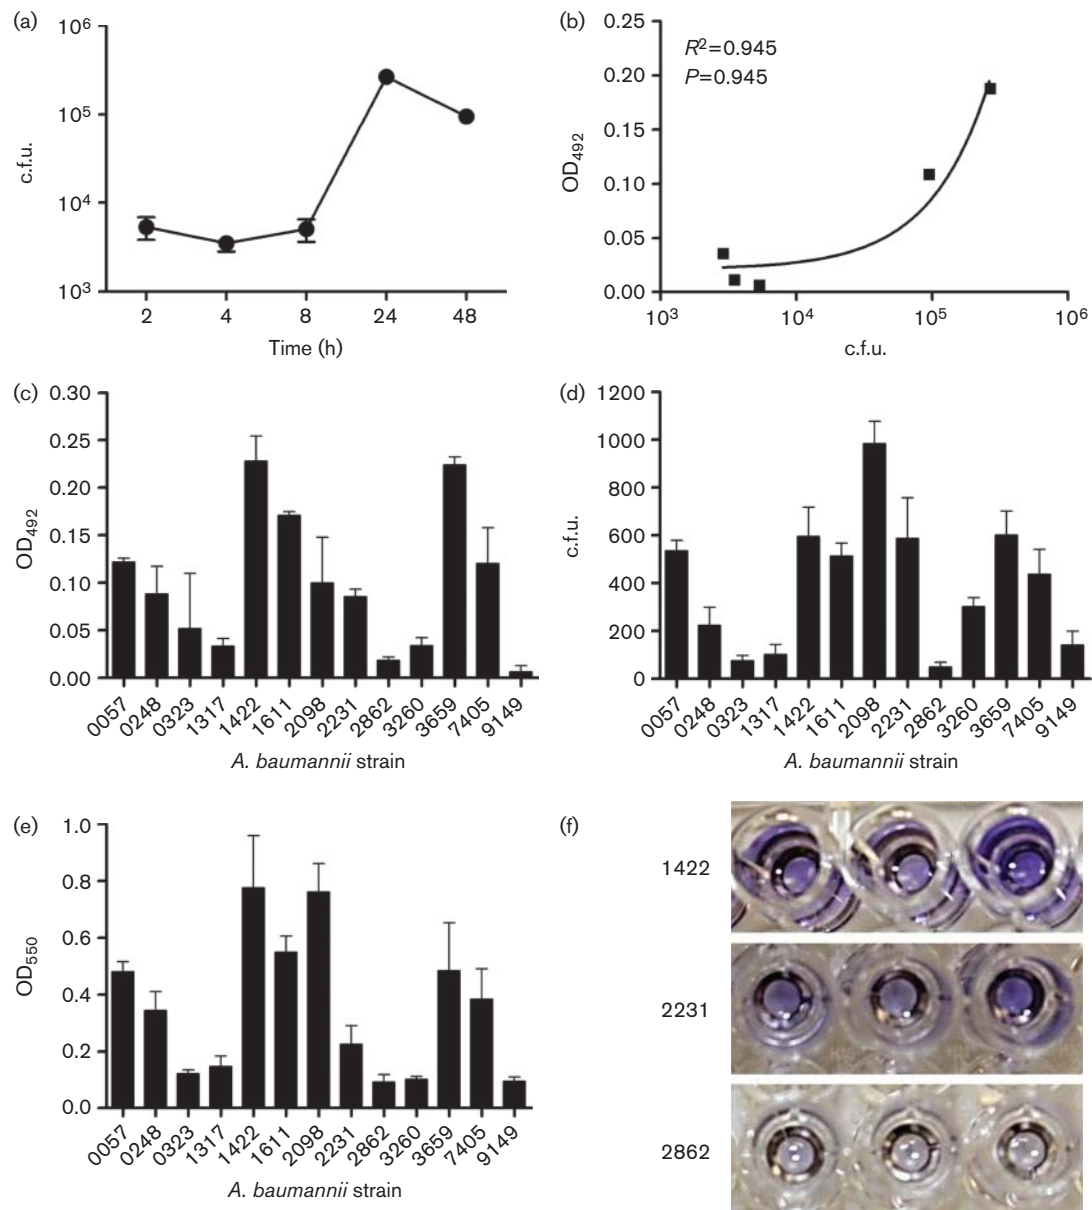 (a)
10⁶
10⁵
10⁴
10³
c.f.u.
2 4 8 24 48
Time (h)
(b)
R²=0.945
P=0.945
0.25
0.20
0.15
0.10
0.05
0.00
OD₄₉₂
10³ 10⁴ 10⁵ 10⁶
c.f.u.
(c)
0.30
0.25
0.20
0.15
0.10
0.05
0.00
OD₄₉₂
0057 0248 0323 1317 1422 1611 2098 2231 2862 3260 3659 7405 9149
A. baumannii strain
(d)
1200
1000
800
600
400
200
0
c.f.u.
0057 0248 0323 1317 1422 1611 2098 2231 2862 3260 3659 7405 9149
A. baumannii strain
(e)
1.0
0.8
0.6
0.4
0.2
0.0
OD₅₅₀
0057 0248 0323 1317 1422 1611 2098 2231 2862 3260 3659 7405 9149
A. baumannii strain
(f)
1422
2231
2862